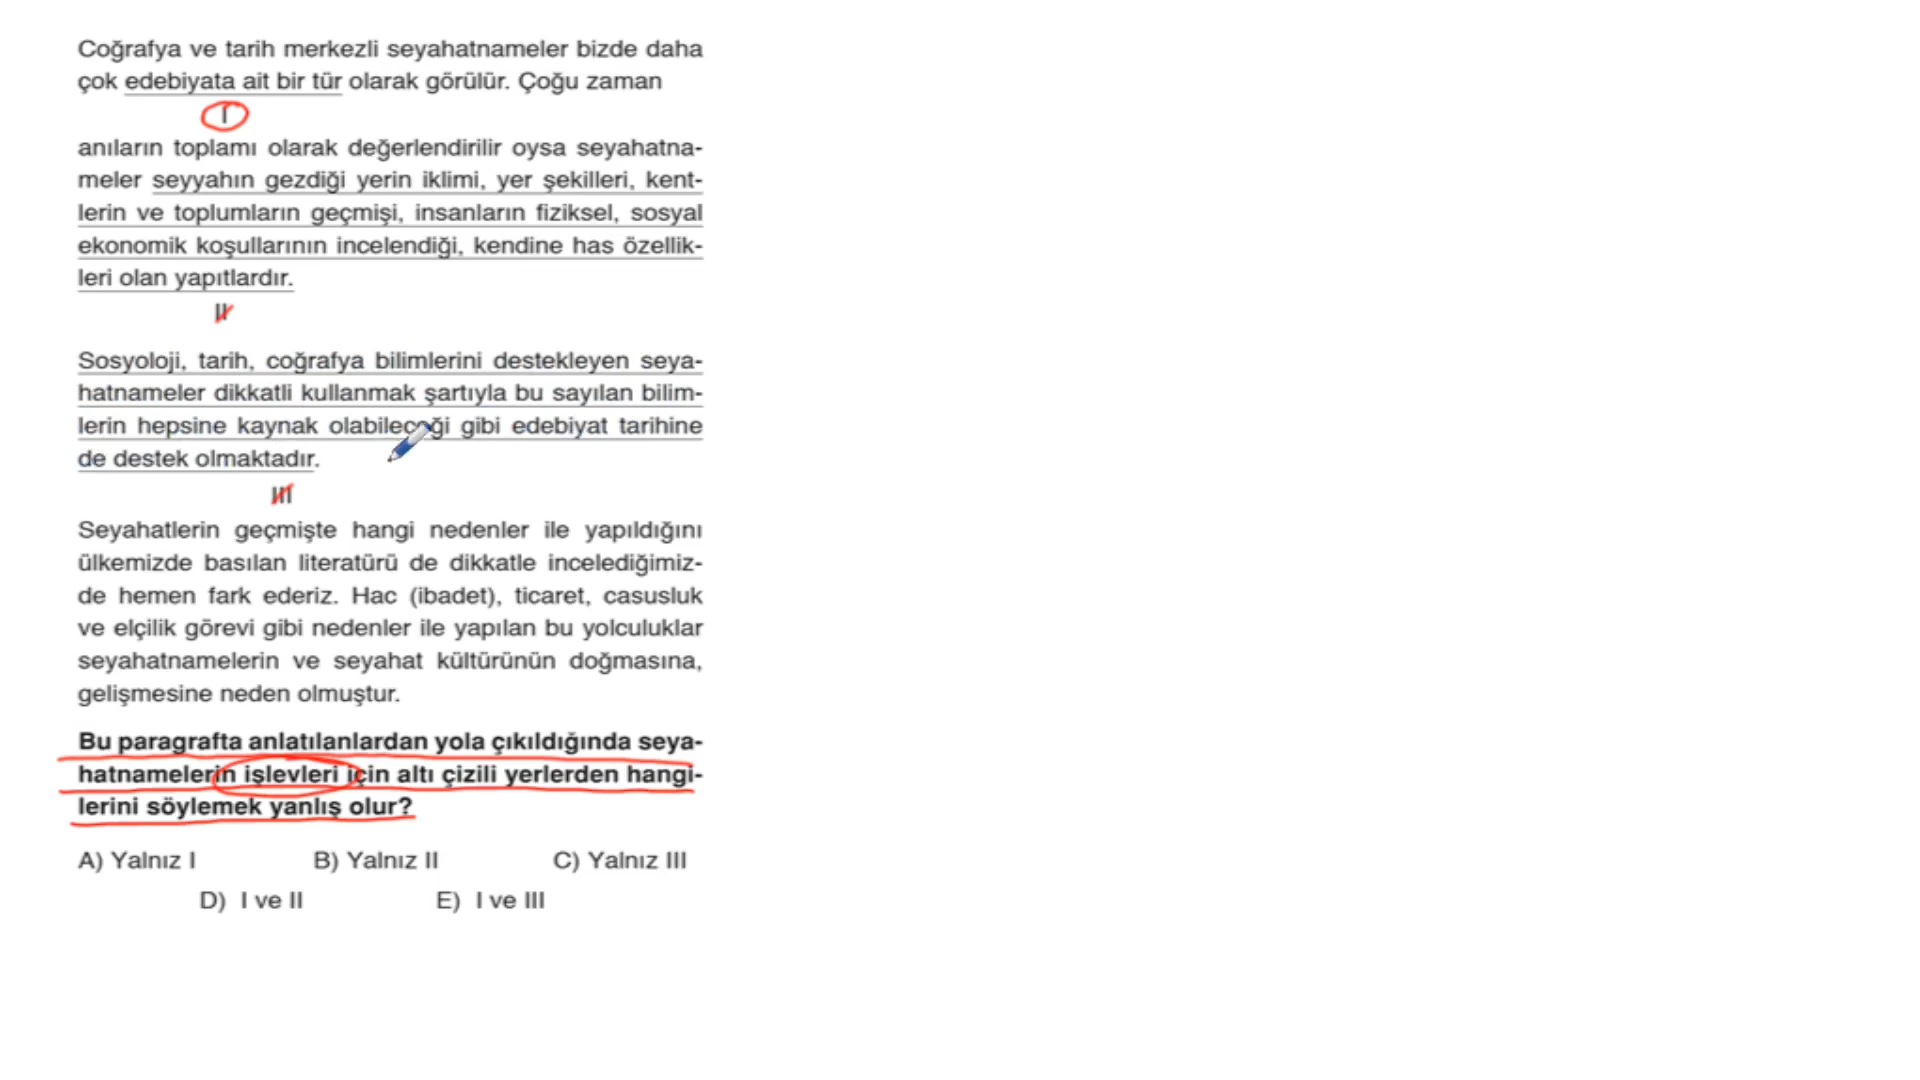 Coğrafya ve tarih merkezli seyahatnameler bizde daha
çok edebiyata ait bir tür olarak görülür. Çoğu zaman
I
anıların toplamı olarak değerlendirilir oysa seyahatna-
meler seyyahın gezdiği yerin iklimi, yer şekilleri, kent-
lerin ve toplumların geçmişi, insanların fiziksel, sosyal
ekonomik koşullarının incelendiği, kendine has özellik-
leri olan yapıtlardır.
II
Sosyoloji, tarih, coğrafya bilimlerini destekleyen seya-
hatnameler dikkatli kullanmak şartıyla bu sayılan bilim-
lerin hepsine kaynak olabileceği gibi edebiyat tarihine
de destek olmaktadır.
III
Seyahatlerin geçmişte hangi nedenler ile yapıldığını
ülkemizde basılan literatürü de dikkatle incelediğimiz-
de hemen fark ederiz. Hac (ibadet), ticaret, casusluk
ve elçilik görevi gibi nedenler ile yapılan bu yolculuklar
seyahatnamelerin ve seyahat kültürünün doğmasına,
gelişmesine neden olmuştur.
Bu paragrafta anlatılanlardan yola çıkıldığında seya-
hatnamelerin işlevleri için altı çizili yerlerden hangi-
lerini söylemek yanlış olur?
A) Yalnız I B) Yalnız II C) Yalnız III
D) I ve II E) I ve III